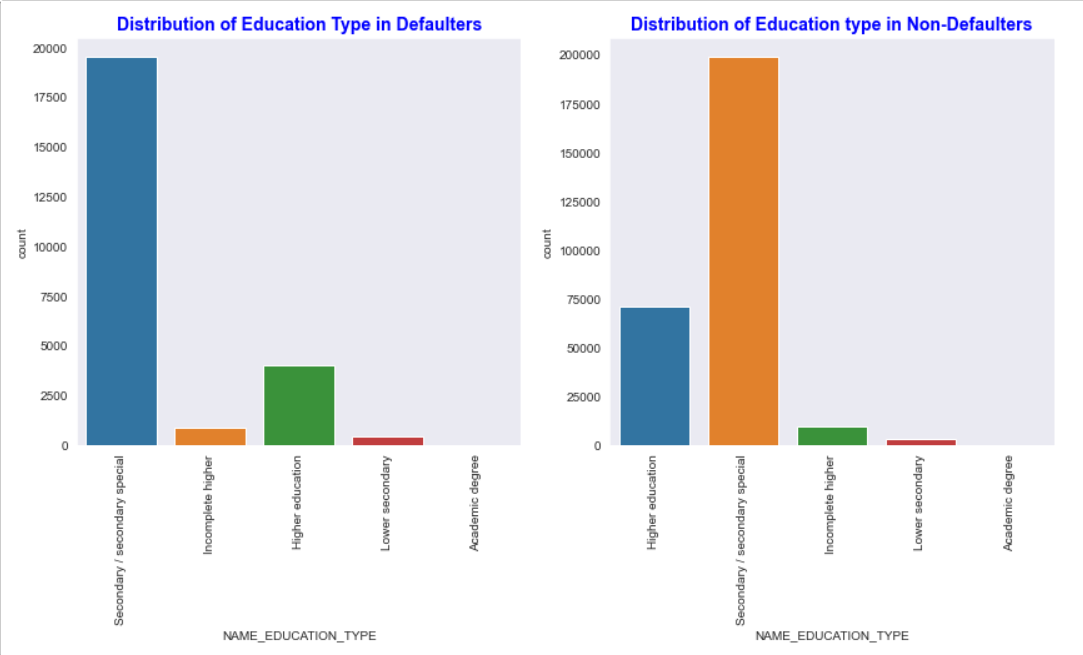 Distribution of Education Type in Defaulters
20000
17500
15000
12500
10000
7500
5000
2500
0
count
Secondary / secondary special
Incomplete higher
Higher education
Lower secondary
Academic degree
NAME_EDUCATION_TYPE
Distribution of Education type in Non-Defaulters
200000
175000
150000
125000
100000
75000
50000
25000
0
count
Higher education
Secondary / secondary special
Incomplete higher
Lower secondary
Academic degree
NAME_EDUCATION_TYPE